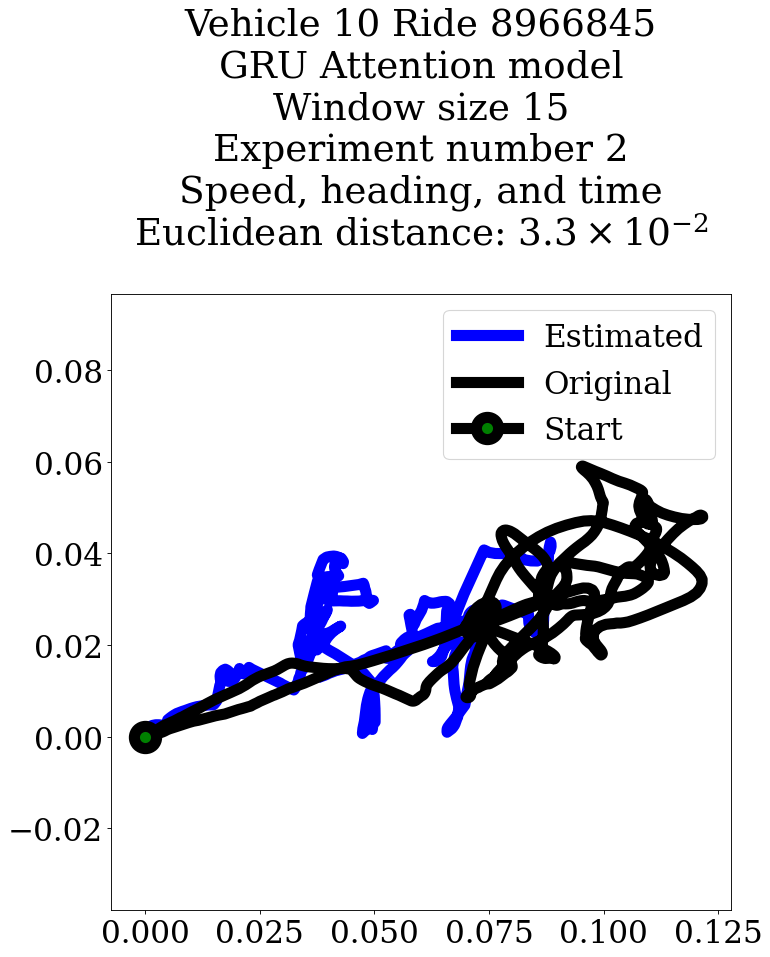 Vehicle 10 Ride 8966845
GRU Attention model
Window size 15
Experiment number 2
Speed, heading, and time
Euclidean distance: 3.3 × 10⁻²
Estimated
Original
Start
0.08
0.06
0.04
0.02
0.00
−0.02
0.000 0.025 0.050 0.075 0.100 0.125